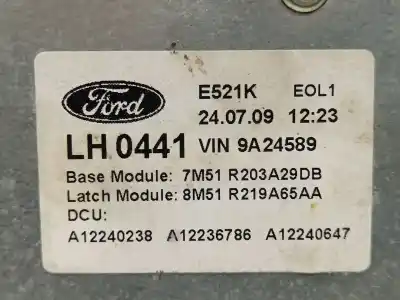 Ford E521K EOL1
24.07.09 12:23
LH 0441 VIN 9A24589
Base Module: 7M51 R203A29DB
Latch Module: 8M51 R219A65AA
DCU:
A12240238 A12236786 A12240647